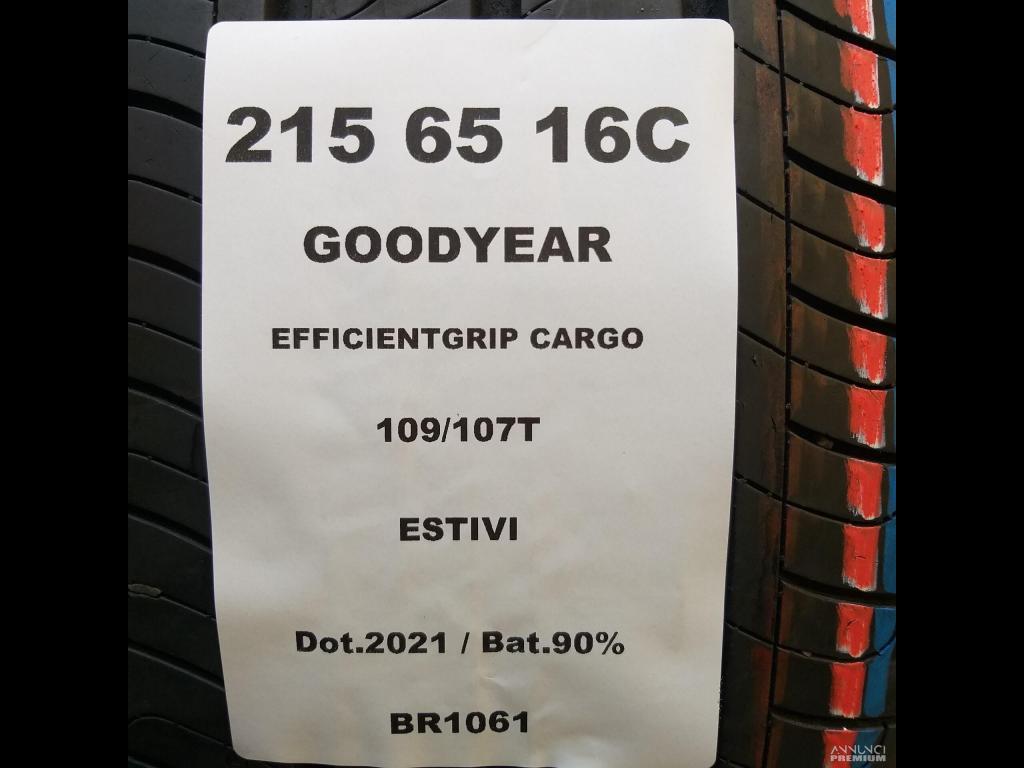 215 65 16C
GOODYEAR
EFFICIENTGRIP CARGO
109/107T
ESTIVI
Dot.2021 / Bat.90%
BR1061
ANNUNCI
PREMIUM